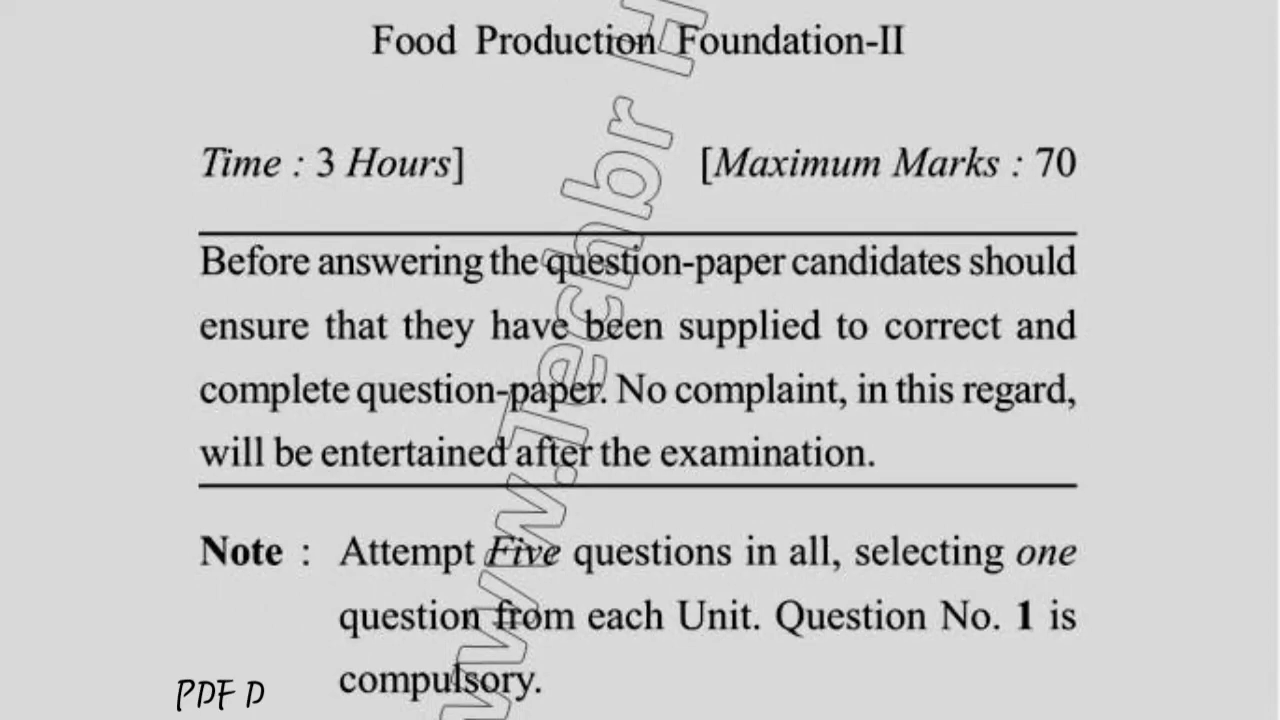 Food Production Foundation-II
Time : 3 Hours] [Maximum Marks : 70
Before answering the question-paper candidates should
ensure that they have been supplied to correct and
complete question-paper. No complaint, in this regard,
will be entertained after the examination.
Note : Attempt Five questions in all, selecting one
question from each Unit. Question No. 1 is
compulsory.
PDF D
www.Techbr H